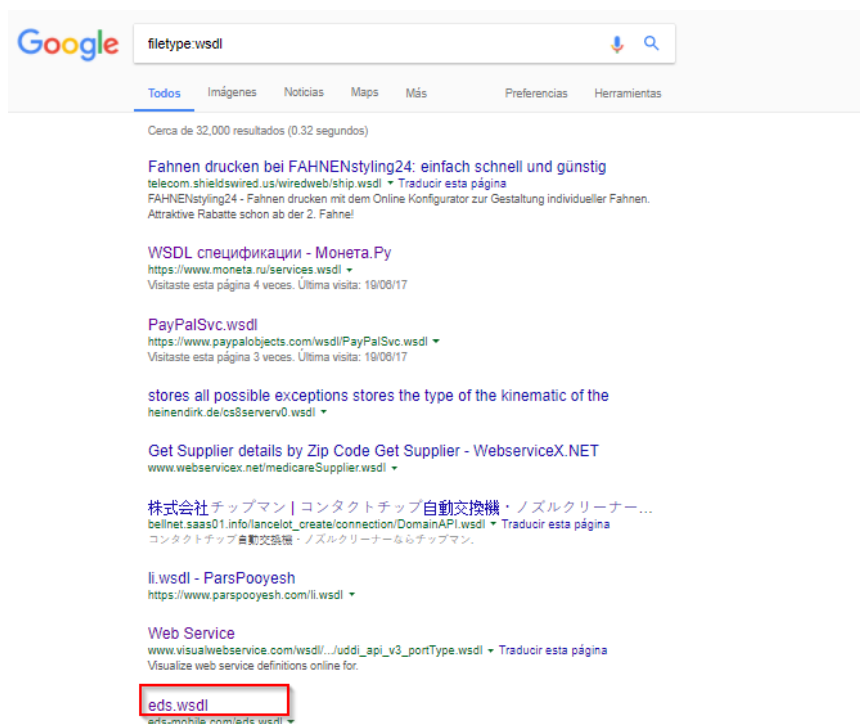 Google
filetype:wsdl
Todos Imágenes Noticias Maps Más Preferencias Herramientas
Cerca de 32,000 resultados (0.32 segundos)
Fahnen drucken bei FAHNENstyling24: einfach schnell und günstig
telecom.shieldswired.us/wiredweb/ship.wsdl Traducir esta página
FAHNENstyling24 - Fahnen drucken mit dem Online Konfigurator zur Gestaltung individueller Fahnen.
Attraktive Rabatte schon ab der 2. Fahne!
WSDL спецификации - Монета.Ру
https://www.moneta.ru/services.wsdl
Visitaste esta página 4 veces. Última visita: 19/06/17
PayPalSvc.wsdl
https://www.paypalobjects.com/wsdl/PayPalSvc.wsdl
Visitaste esta página 3 veces. Última visita: 19/06/17
stores all possible exceptions stores the type of the kinematic of the
heinendirk.de/cs8serverv0.wsdl
Get Supplier details by Zip Code Get Supplier - WebserviceX.NET
www.webservicex.net/medicareSupplier.wsdl
株式会社チップマン | コンタクトチップ自動交換機・ノズルクリーナー...
bellnet.saas01.info/lancelot_create/connection/DomainAPI.wsdl Traducir esta página
コンタクトチップ自動交換機・ノズルクリーナーならチップマン.
li.wsdl - ParsPooyesh
https://www.parspooyesh.com/li.wsdl
Web Service
www.visualwebservice.com/wsdl/.../uddi_api_v3_portType.wsdl Traducir esta página
Visualize web service definitions online for.
eds.wsdl
eds-mobile.com/eds.wsdl